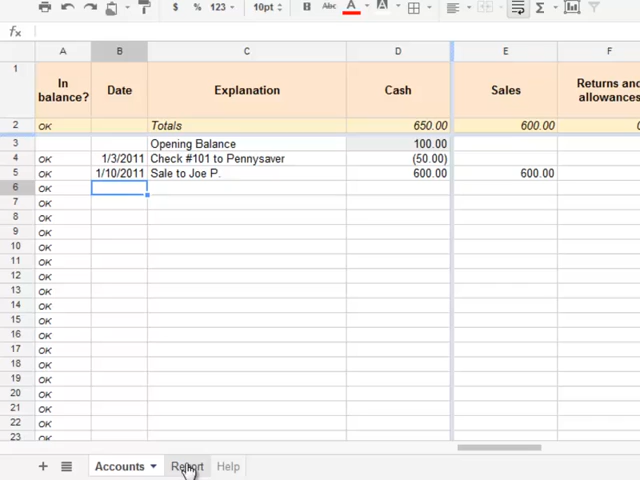 $ % 123 10pt B A A Σ
fx
A B C D E F
1 In balance? Date Explanation Cash Sales Returns and allowances
2 OK Totals 650.00 600.00
3 Opening Balance 100.00
4 OK 1/3/2011 Check #101 to Pennysaver (50.00)
5 OK 1/10/2011 Sale to Joe P. 600.00 600.00
6 OK
7 OK
8 OK
9 OK
10 OK
11 OK
12 OK
13 OK
14 OK
15 OK
16 OK
17 OK
18 OK
19 OK
20 OK
21 OK
22 OK
23 OK
+ Accounts Report Help